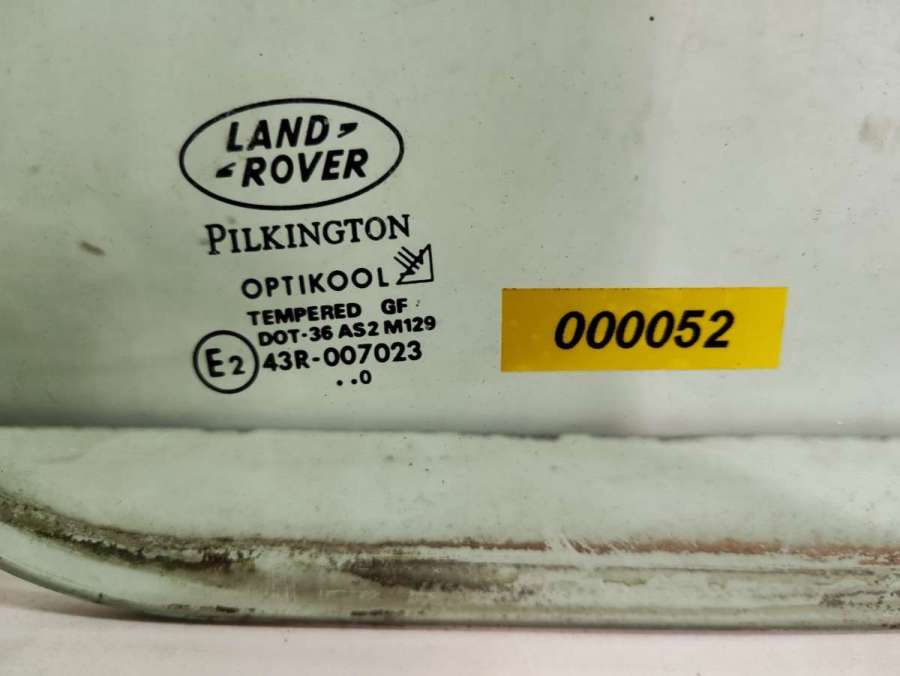 LAND
ROVER
PILKINGTON
OPTIKOOL
TEMPERED GF
DOT-36 AS2 M129
E2 43R-007023
..0
000052